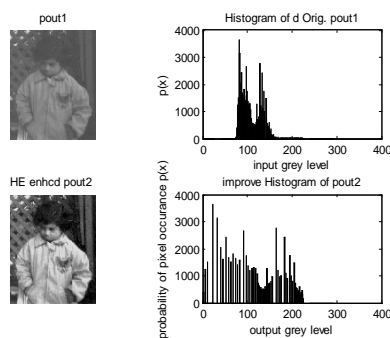 pout1
Histogram of d Orig. pout1
p(x)
4000
3000
2000
1000
0
0 100 200 300 400
input grey level
HE enhcd pout2
improve Histogram of pout2
probability of pixel occurance p(x)
4000
3000
2000
1000
0
0 100 200 300 400
output grey level